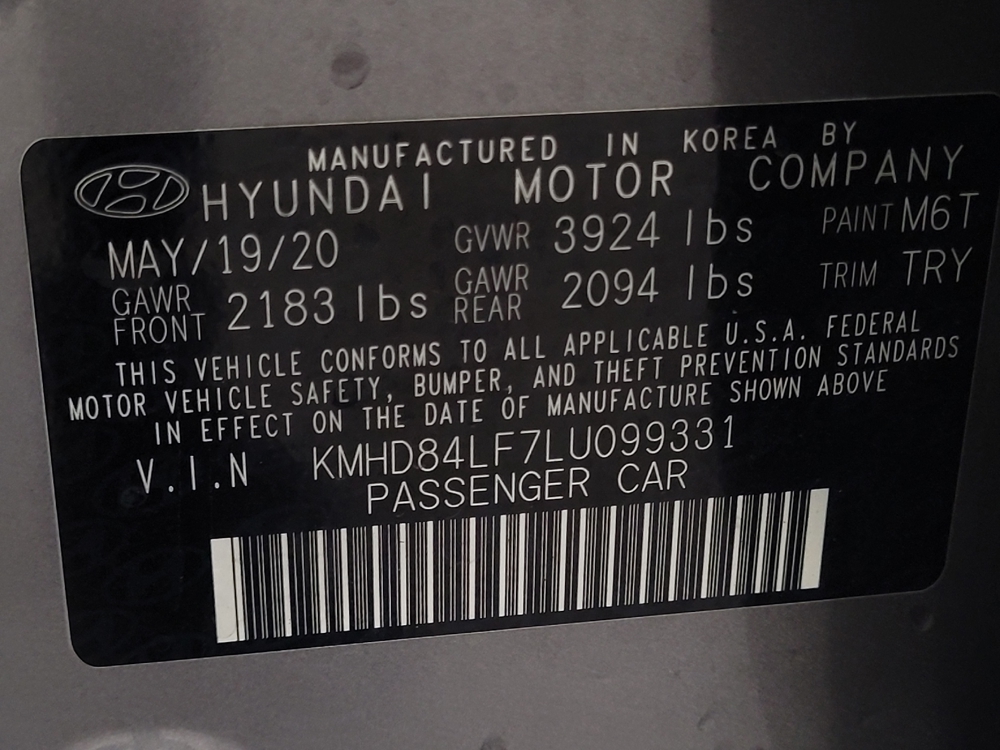 MANUFACTURED IN KOREA BY
HYUNDAI MOTOR COMPANY
MAY/19/20 GVWR 3924 lbs PAINT M6T
GAWR FRONT 2183 lbs GAWR REAR 2094 lbs TRIM TRY
THIS VEHICLE CONFORMS TO ALL APPLICABLE U.S.A. FEDERAL
MOTOR VEHICLE SAFETY, BUMPER, AND THEFT PREVENTION STANDARDS
IN EFFECT ON THE DATE OF MANUFACTURE SHOWN ABOVE
V.I.N KMHD84LF7LU099331
PASSENGER CAR